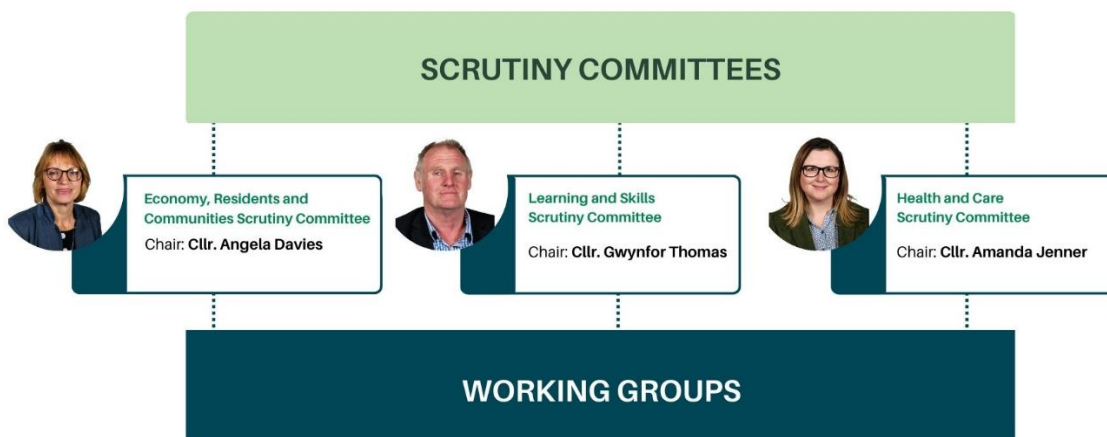 SCRUTINY COMMITTEES
Economy, Residents and
Communities Scrutiny Committee
Chair: Cllr. Angela Davies
Learning and Skills
Scrutiny Committee
Chair: Cllr. Gwynfor Thomas
Health and Care
Scrutiny Committee
Chair: Cllr. Amanda Jenner
WORKING GROUPS